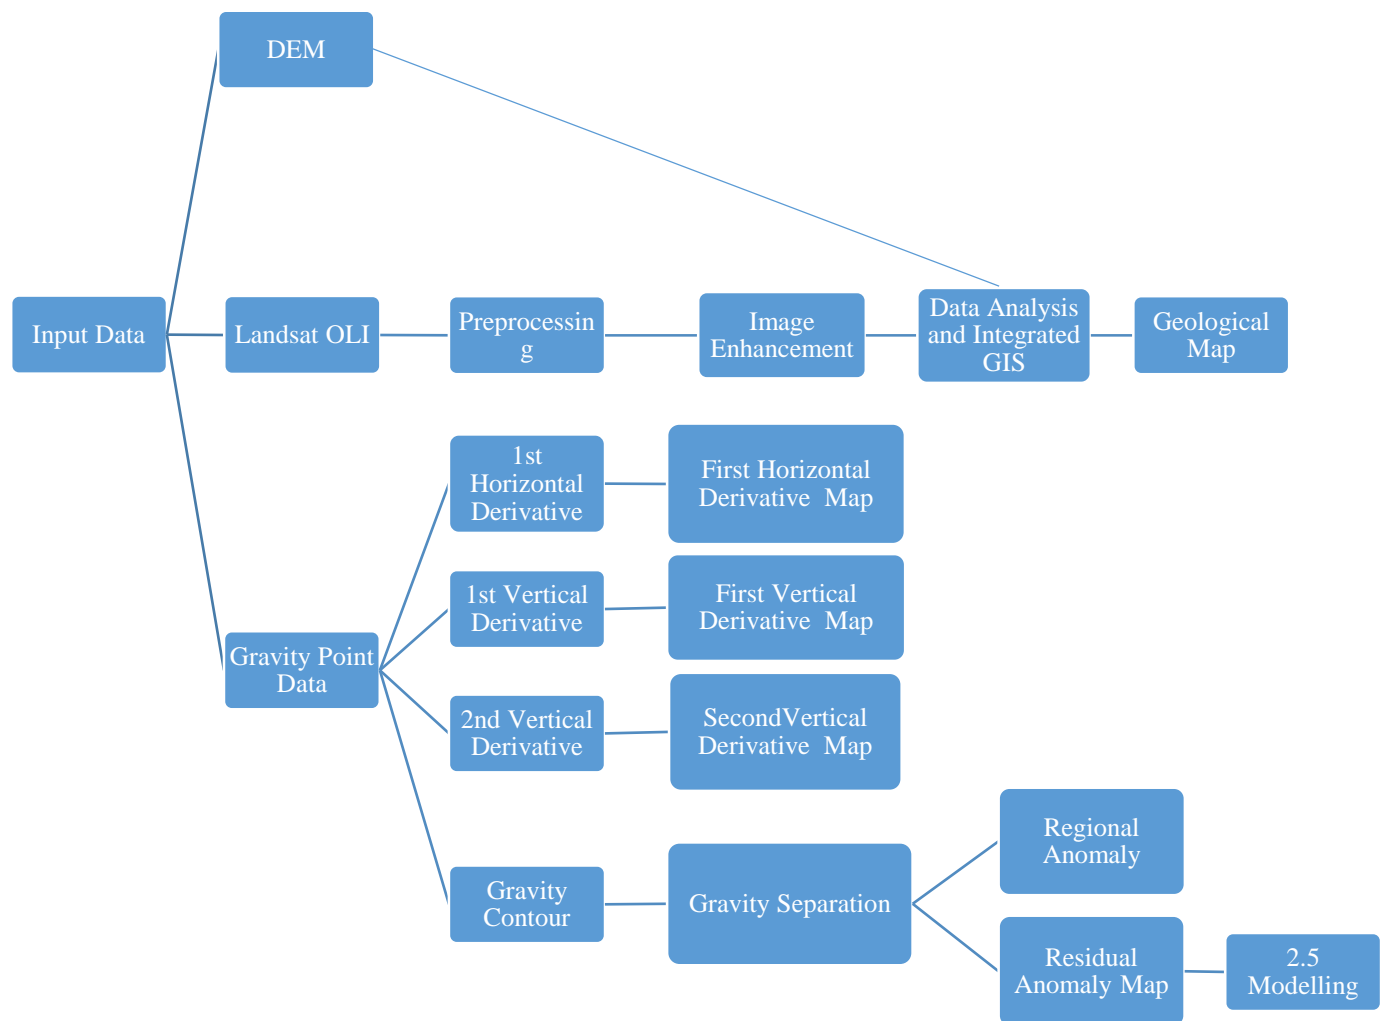 DEM
Input Data
Landsat OLI
Preprocessin
g
Image
Enhancement
Data Analysis
and Integrated
GIS
Geological
Map
1st
Horizontal
Derivative
First Horizontal
Derivative Map
1st Vertical
Derivative
First Vertical
Derivative Map
Gravity Point
Data
2nd Vertical
Derivative
SecondVertical
Derivative Map
Gravity
Contour
Gravity Separation
Regional
Anomaly
Residual
Anomaly Map
2.5
Modelling